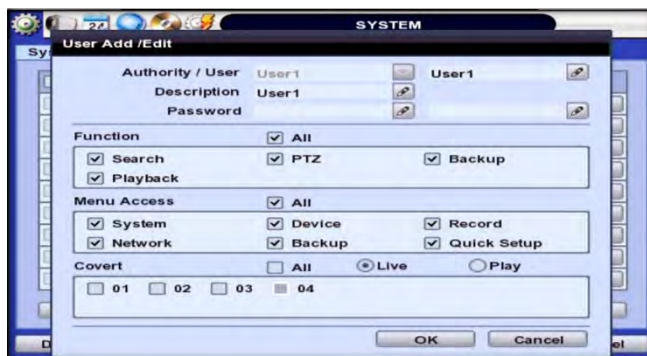 SYSTEM
User Add /Edit
Authority / User User1 User1
Description User1
Password
Function All
Search PTZ Backup
Playback
Menu Access All
System Device Record
Network Backup Quick Setup
Covert All Live Play
01 02 03 04
OK Cancel